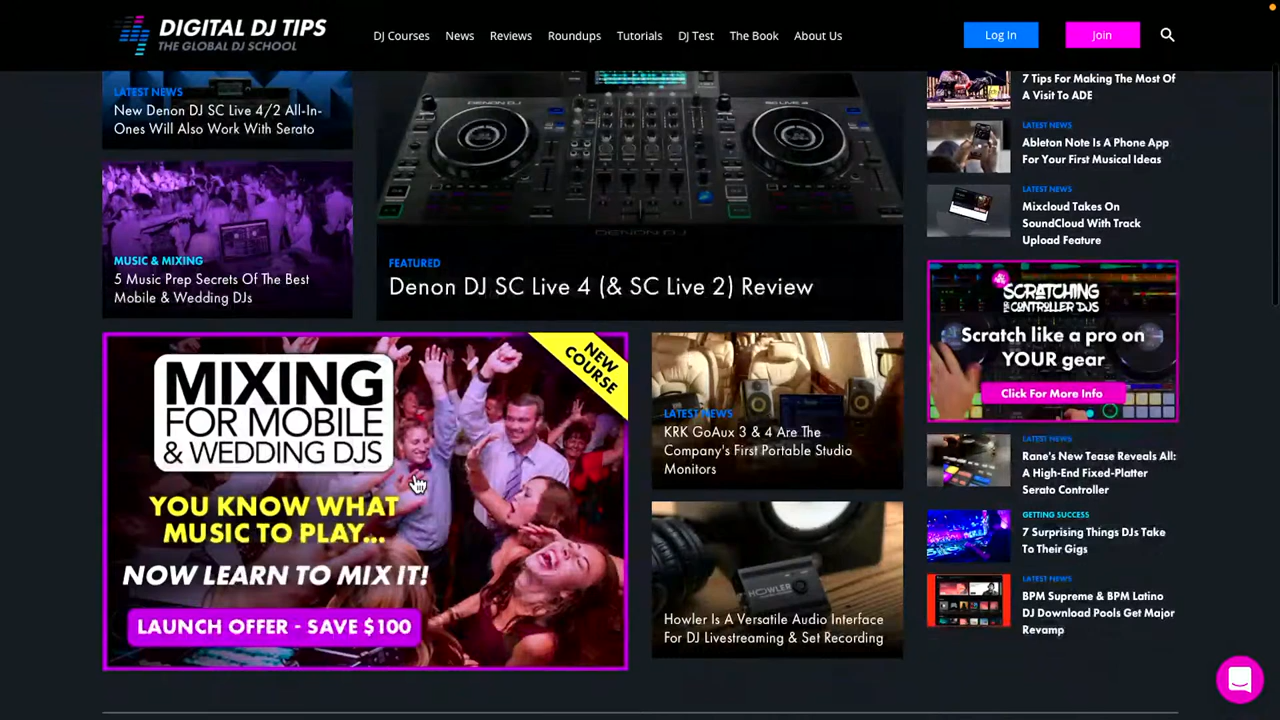 DIGITAL DJ TIPS
THE GLOBAL DJ SCHOOL
DJ Courses
News
Reviews
Roundups
Tutorials
DJ Test
The Book
About Us
Log In
Join
LATEST NEWS
New Denon DJ SC Live 4/2 All-In-
Ones Will Also Work With Serato
MUSIC & MIXING
5 Music Prep Secrets Of The Best
Mobile & Wedding DJs
DENON DJ
SC LIVE 4
DENON DJ
FEATURED
Denon DJ SC Live 4 (& SC Live 2) Review
7 Tips For Making The Most Of
A Visit To ADE
LATEST NEWS
Ableton Note Is A Phone App
For Your First Musical Ideas
LATEST NEWS
Mixcloud Takes On
SoundCloud With Track
Upload Feature
SCRATCHING
FOR CONTROLLER DJS
Scratch like a pro on
YOUR gear
Click For More Info
MIXING
FOR MOBILE
& WEDDING DJS
NEW
COURSE
YOU KNOW WHAT
MUSIC TO PLAY...
NOW LEARN TO MIX IT!
LAUNCH OFFER - SAVE $100
LATEST NEWS
KRK GoAux 3 & 4 Are The
Company's First Portable Studio
Monitors
HOWLER
Howler Is A Versatile Audio Interface
For DJ Livestreaming & Set Recording
LATEST NEWS
Rane's New Tease Reveals All:
A High-End Fixed-Platter
Serato Controller
GETTING SUCCESS
7 Surprising Things DJs Take
To Their Gigs
LATEST NEWS
BPM Supreme & BPM Latino
DJ Download Pools Get Major
Revamp